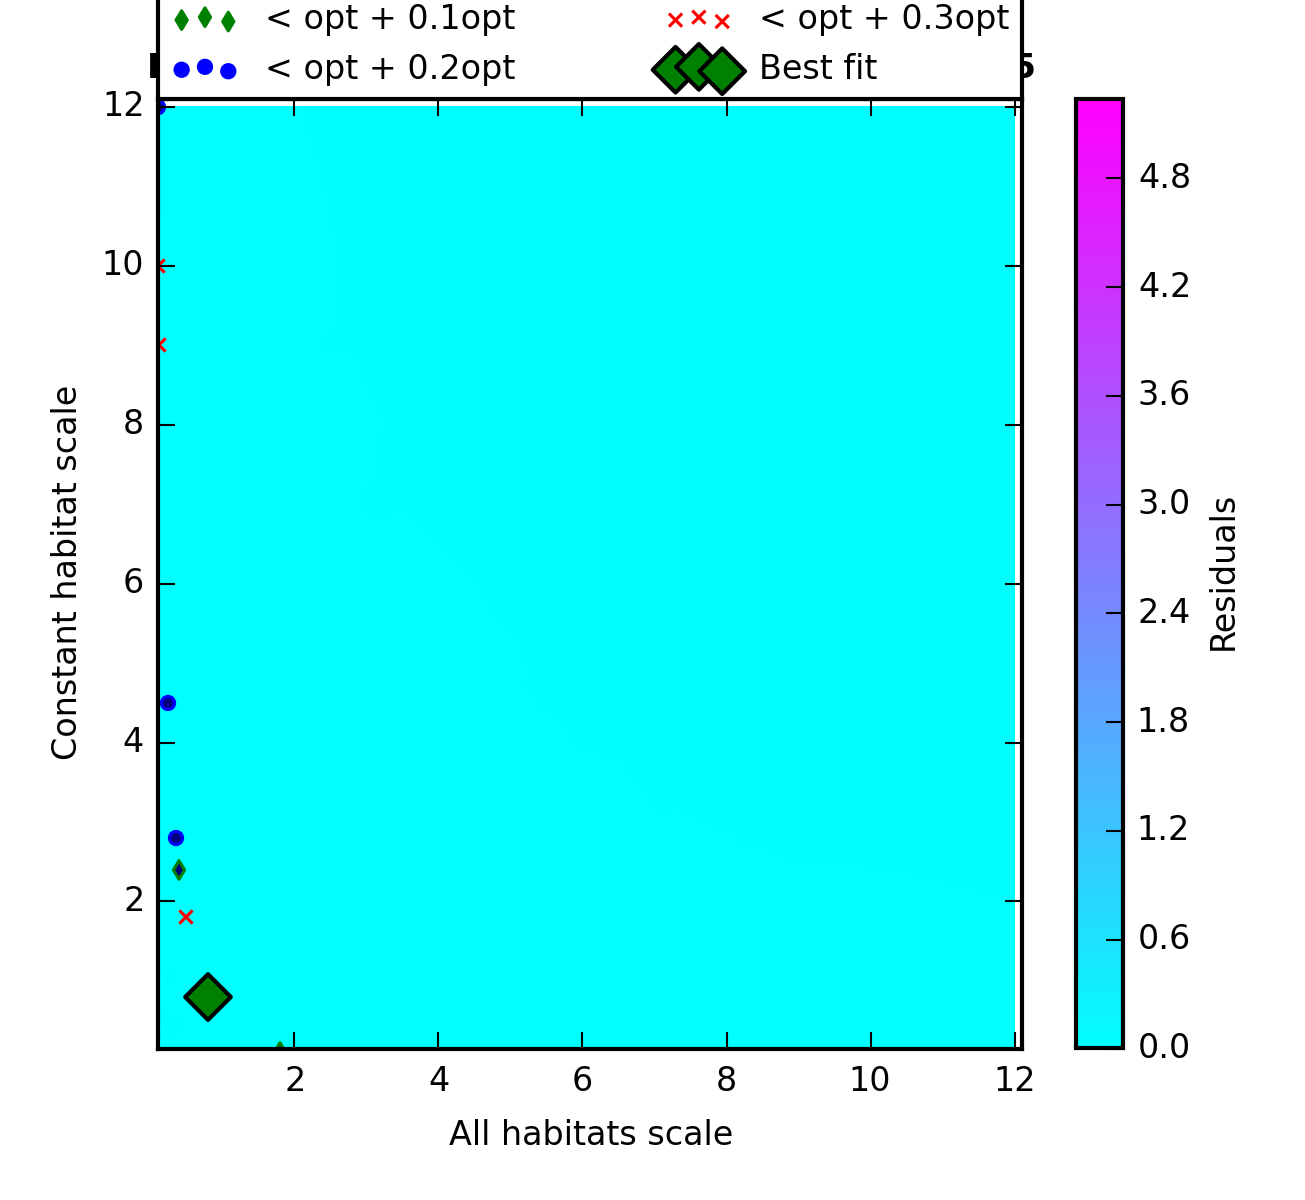 < opt + 0.1opt < opt + 0.3opt
< opt + 0.2opt Best fit
12
10
8
6
4
2
Constant habitat scale
2 4 6 8 10 12
All habitats scale
4.8
4.2
3.6
3.0
2.4
1.8
1.2
0.6
0.0
Residuals